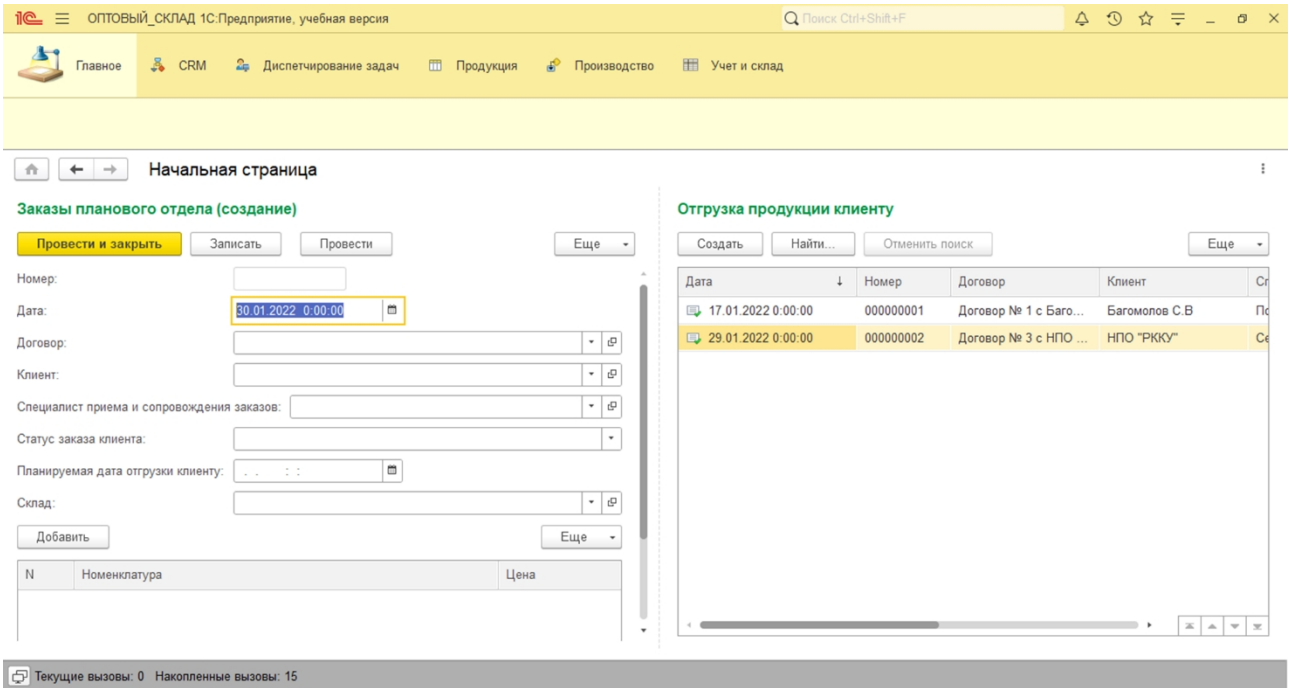 1С ОПТОВЫЙ_СКЛАД 1С:Предприятие, учебная версия Поиск Ctrl+Shift+F
Главное CRM Диспетчирование задач Продукция Производство Учет и склад
Начальная страница
Заказы планового отдела (создание)
Провести и закрыть Записать Провести Еще
Номер:
Дата: 30.01.2022 0:00:00
Договор:
Клиент:
Специалист приема и сопровождения заказов:
Статус заказа клиента:
Планируемая дата отгрузки клиенту: . . : :
Склад:
Добавить Еще
N Номенклатура Цена
Отгрузка продукции клиенту
Создать Найти... Отменить поиск Еще
Дата ↓ Номер Договор Клиент Сп
17.01.2022 0:00:00 000000001 Договор № 1 с Баго... Багомолов С.В По
29.01.2022 0:00:00 000000002 Договор № 3 с НПО ... НПО "РККУ" Се
Текущие вызовы: 0 Накопленные вызовы: 15